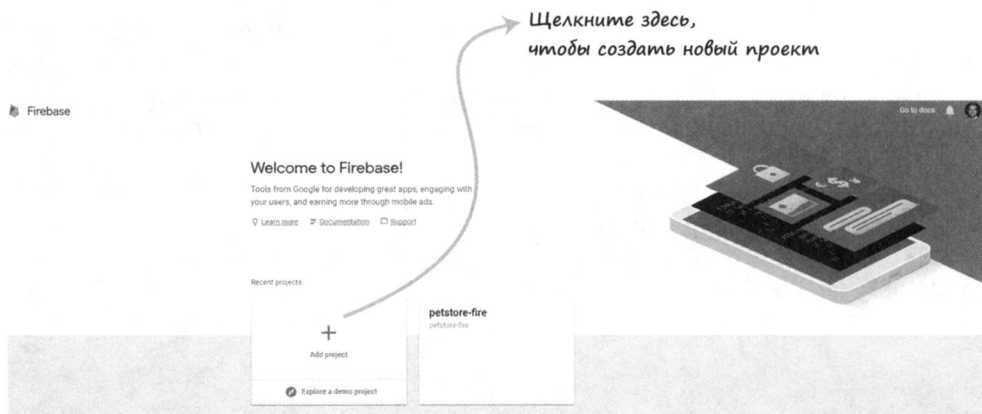 Щелкните здесь,
чтобы создать новый проект
Firebase
Go to docs
Welcome to Firebase!
Tools from Google for developing great apps, engaging with
your users, and earning more through mobile ads.
Learn more Documentation Support
Recent projects
petstore-fire
petstore-fire
Add project
Explore a demo project